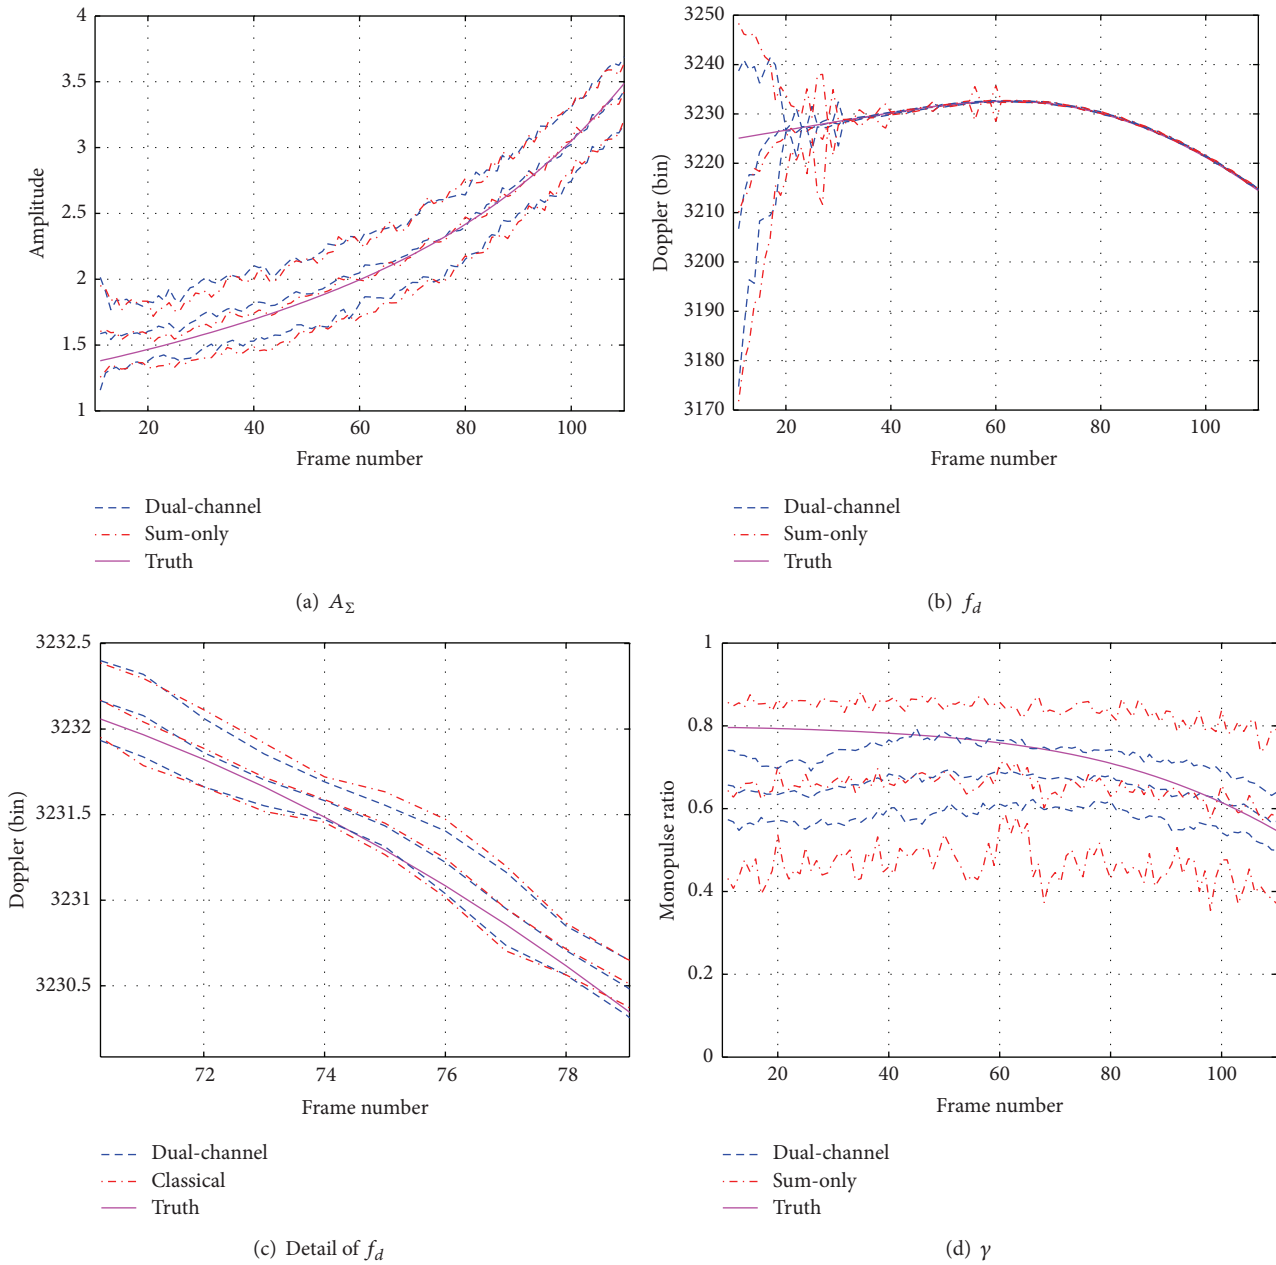 4
3.5
3
2.5
2
1.5
1
Amplitude
20 40 60 80 100
Frame number
Dual-channel
Sum-only
Truth
(a) A_Σ
3250
3240
3230
3220
3210
3200
3190
3180
3170
Doppler (bin)
20 40 60 80 100
Frame number
Dual-channel
Sum-only
Truth
(b) f_d
3232.5
3232
3231.5
3231
3230.5
Doppler (bin)
72 74 76 78
Frame number
Dual-channel
Classical
Truth
(c) Detail of f_d
1
0.8
0.6
0.4
0.2
0
Monopulse ratio
20 40 60 80 100
Frame number
Dual-channel
Sum-only
Truth
(d) γ